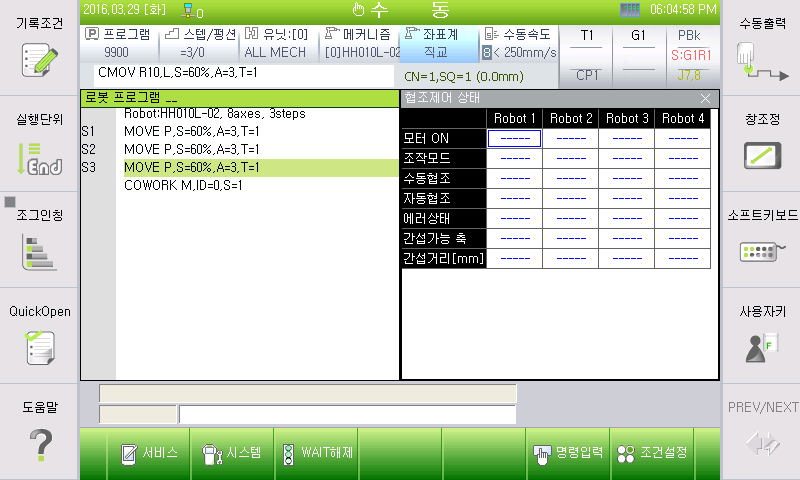 2016.03.29 [화] 0 수 동 06:04:58 PM
기록조건
실행단위
End
조그인칭
QuickOpen
도움말
프로그램
9900
스텝/펑션
=3/0
유닛:[0]
ALL MECH
메커니즘
[0]HH010L-02
좌표계
직교
수동속도
8 < 250mm/s
T1
G1
CP1
PBk
S:G1R1
J7,8
CMOV R10,L,S=60%,A=3,T=1
CN=1,SQ=1 (0.0mm)
로봇 프로그램 __
Robot:HH010L-02, 8axes, 3steps
S1 MOVE P,S=60%,A=3,T=1
S2 MOVE P,S=60%,A=3,T=1
S3 MOVE P,S=60%,A=3,T=1
COWORK M,ID=0,S=1
협조제어 상태
Robot 1 Robot 2 Robot 3 Robot 4
모터 ON ----- ----- ----- -----
조작모드 ----- ----- ----- -----
수동협조 ----- ----- ----- -----
자동협조 ----- ----- ----- -----
에러상태 ----- ----- ----- -----
간섭가능 축 ----- ----- ----- -----
간섭거리[mm] ----- ----- ----- -----
서비스
시스템
WAIT해제
명령입력
조건설정
수동출력
창조정
소프트키보드
사용자키
F
PREV/NEXT